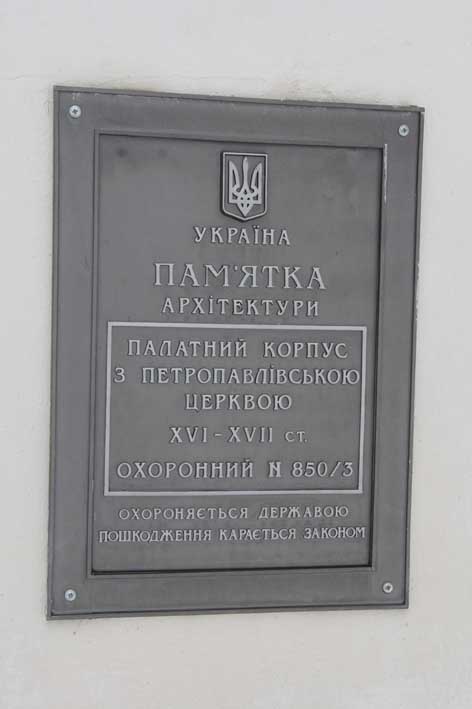 УКРАЇНА
ПАМ'ЯТКА
АРХІТЕКТУРИ
ПАЛАТНИЙ КОРПУС
З ПЕТРОПАВЛІВСЬКОЮ
ЦЕРКВОЮ
XVI - XVII СТ.
ОХОРОННИЙ N 850/3
ОХОРОНЯЄТЬСЯ ДЕРЖАВОЮ
ПОШКОДЖЕННЯ КАРАЄТЬСЯ ЗАКОНОМ